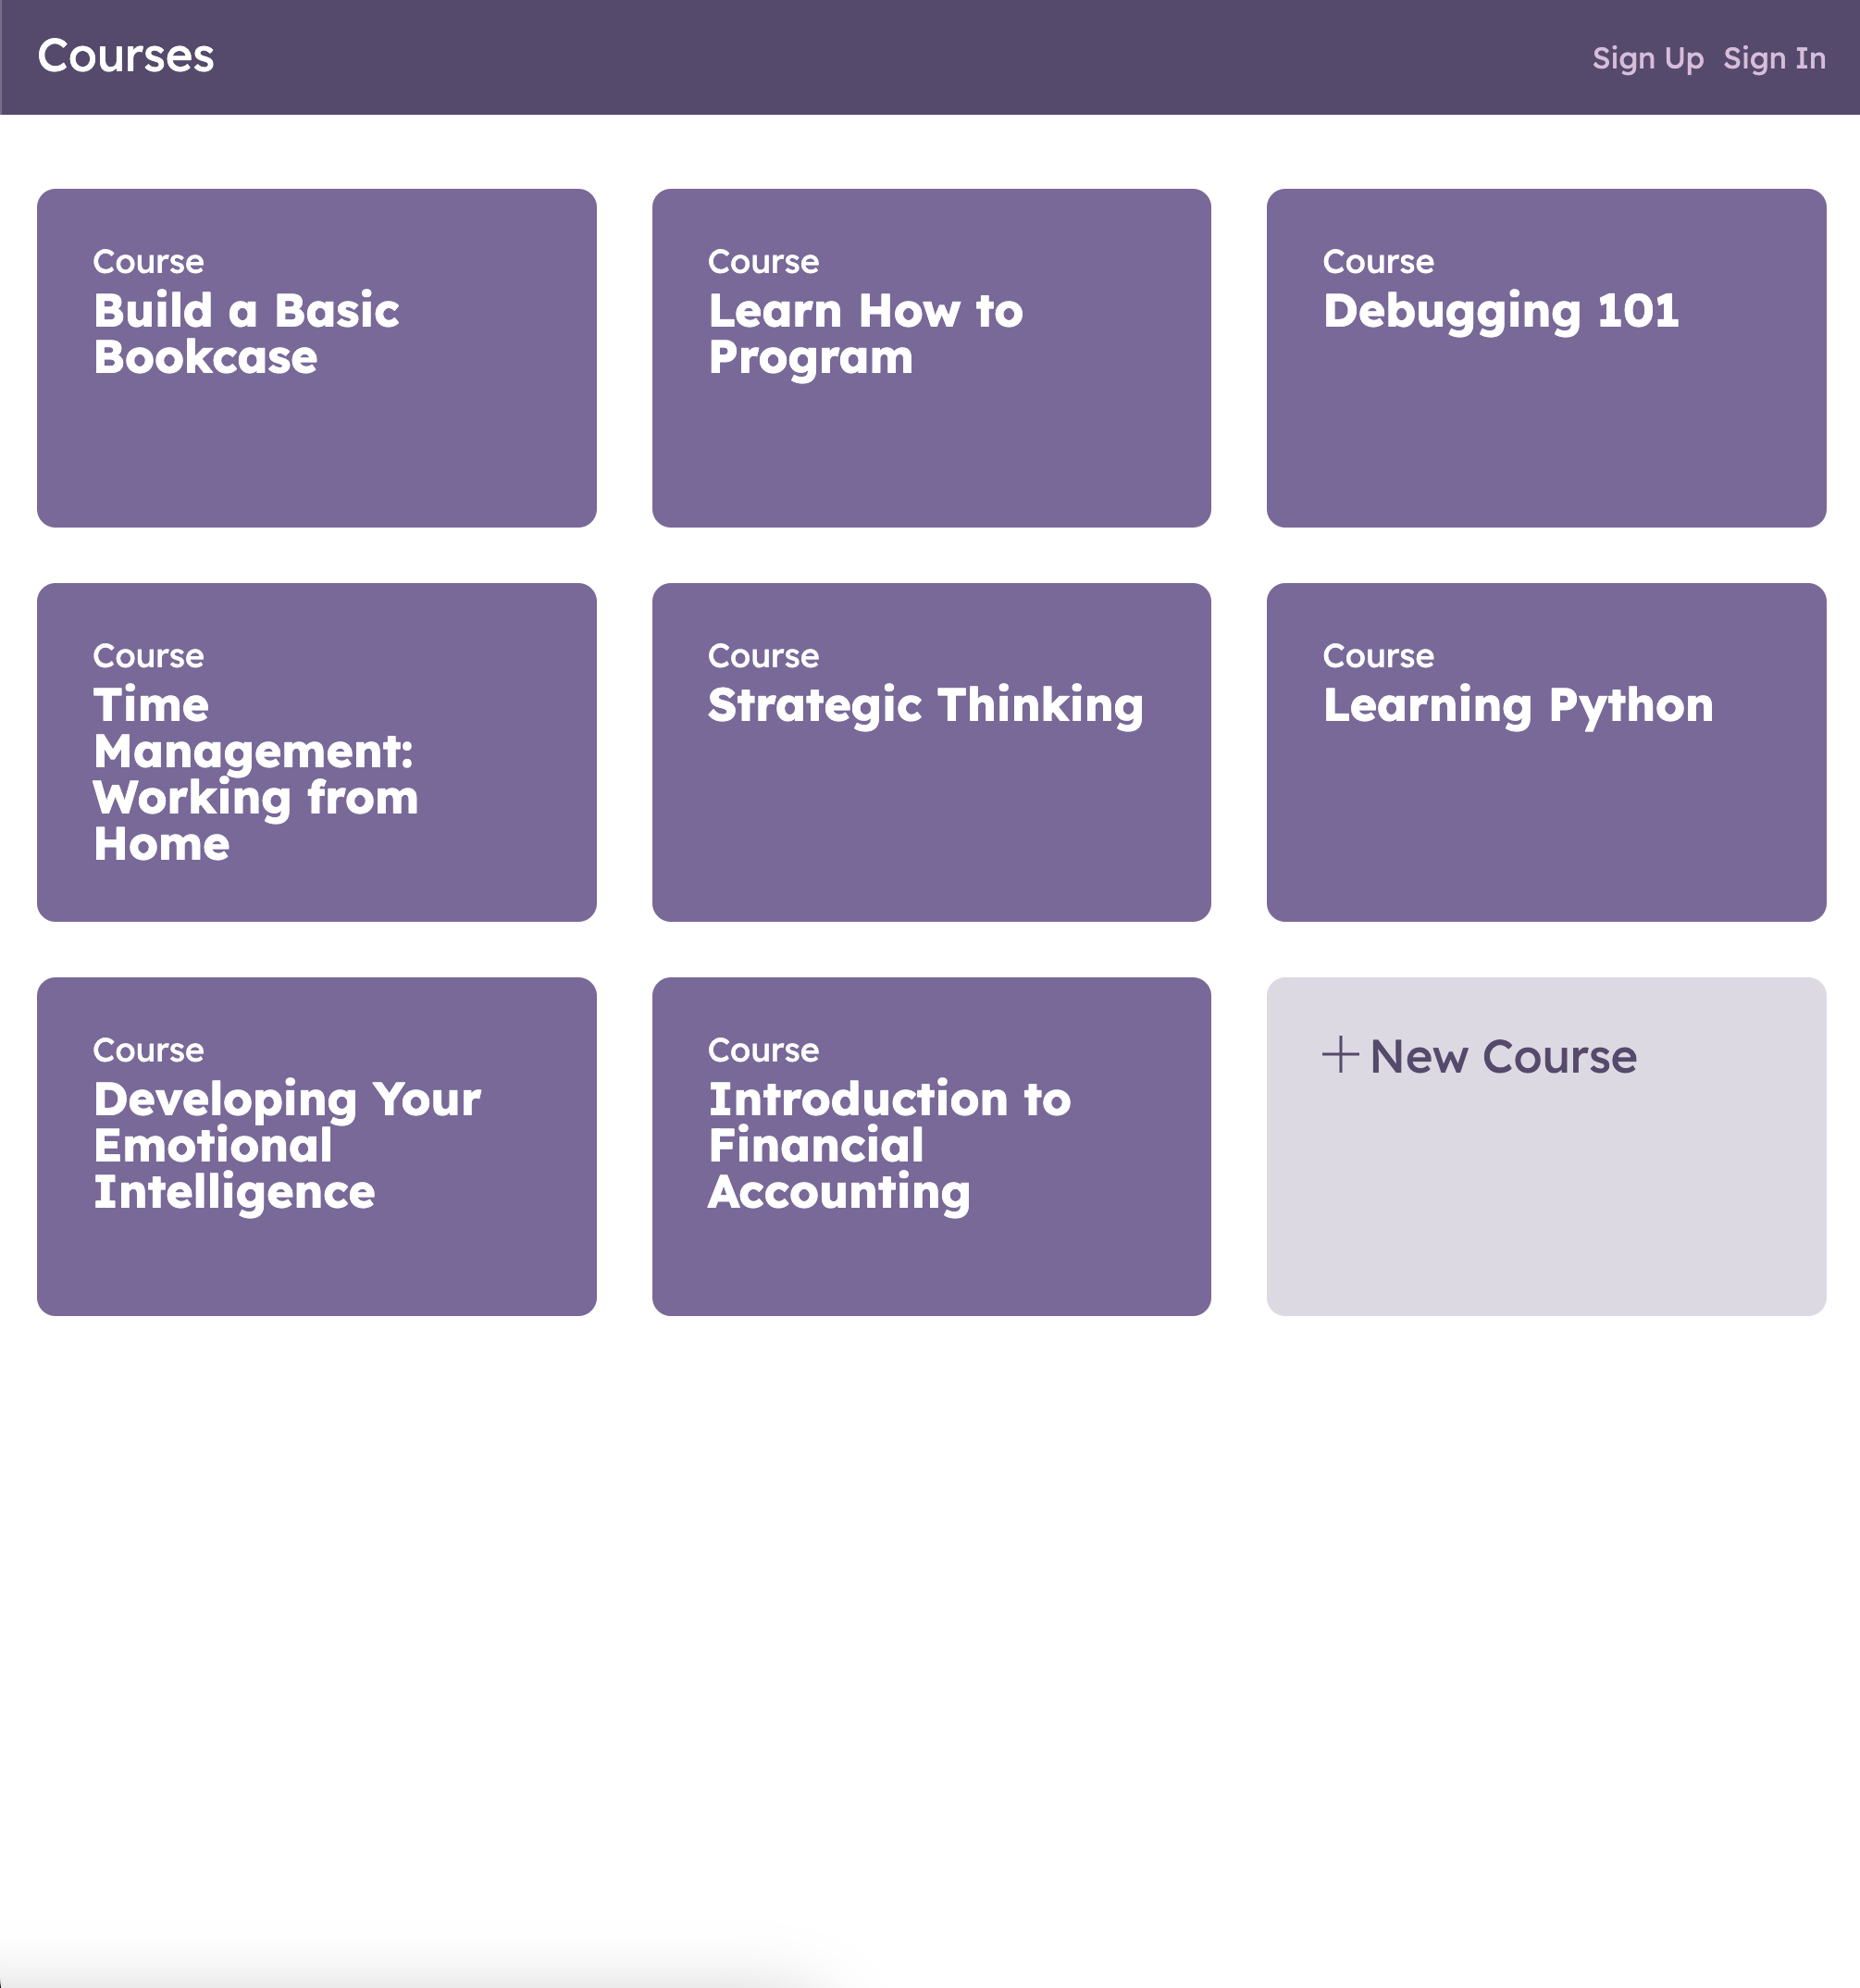 Courses
Sign Up Sign In
Course
Build a Basic
Bookcase
Course
Learn How to
Program
Course
Debugging 101
Course
Time
Management:
Working from
Home
Course
Strategic Thinking
Course
Learning Python
Course
Developing Your
Emotional
Intelligence
Course
Introduction to
Financial
Accounting
New Course